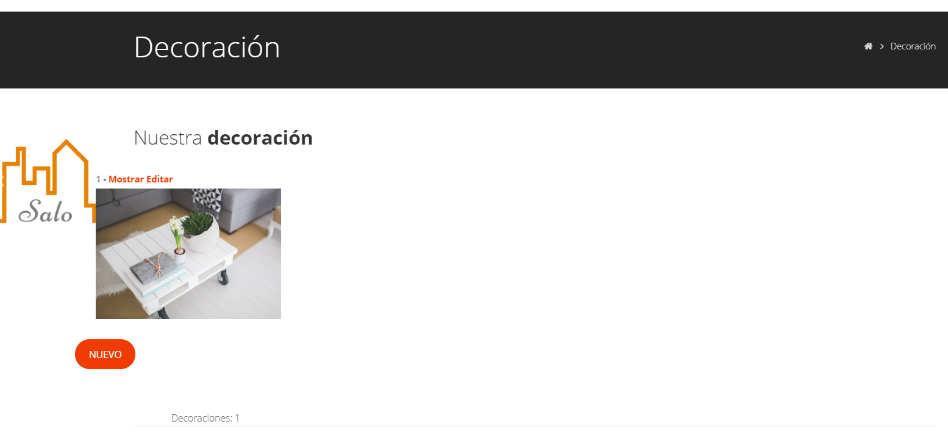 Decoración
Decoración
Nuestra decoración
1 - Mostrar Editar
Salo
NUEVO
Decoraciones: 1